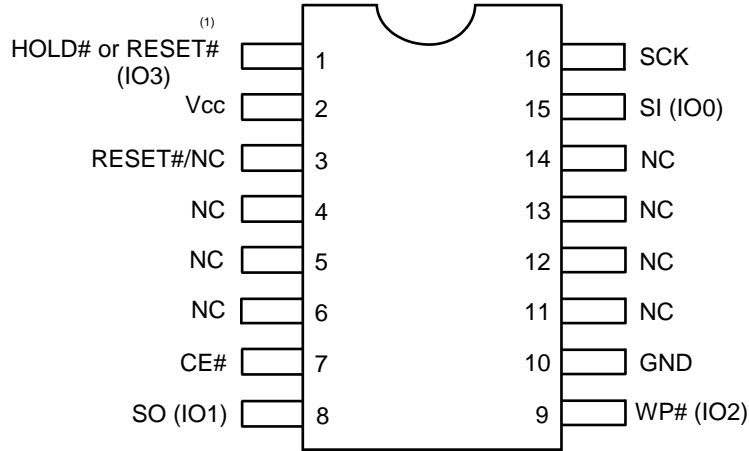 (1)
HOLD# or RESET# 1 16 SCK
(IO3)
Vcc 2 15 SI (IO0)
RESET#/NC 3 14 NC
NC 4 13 NC
NC 5 12 NC
NC 6 11 NC
CE# 7 10 GND
SO (IO1) 8 9 WP# (IO2)